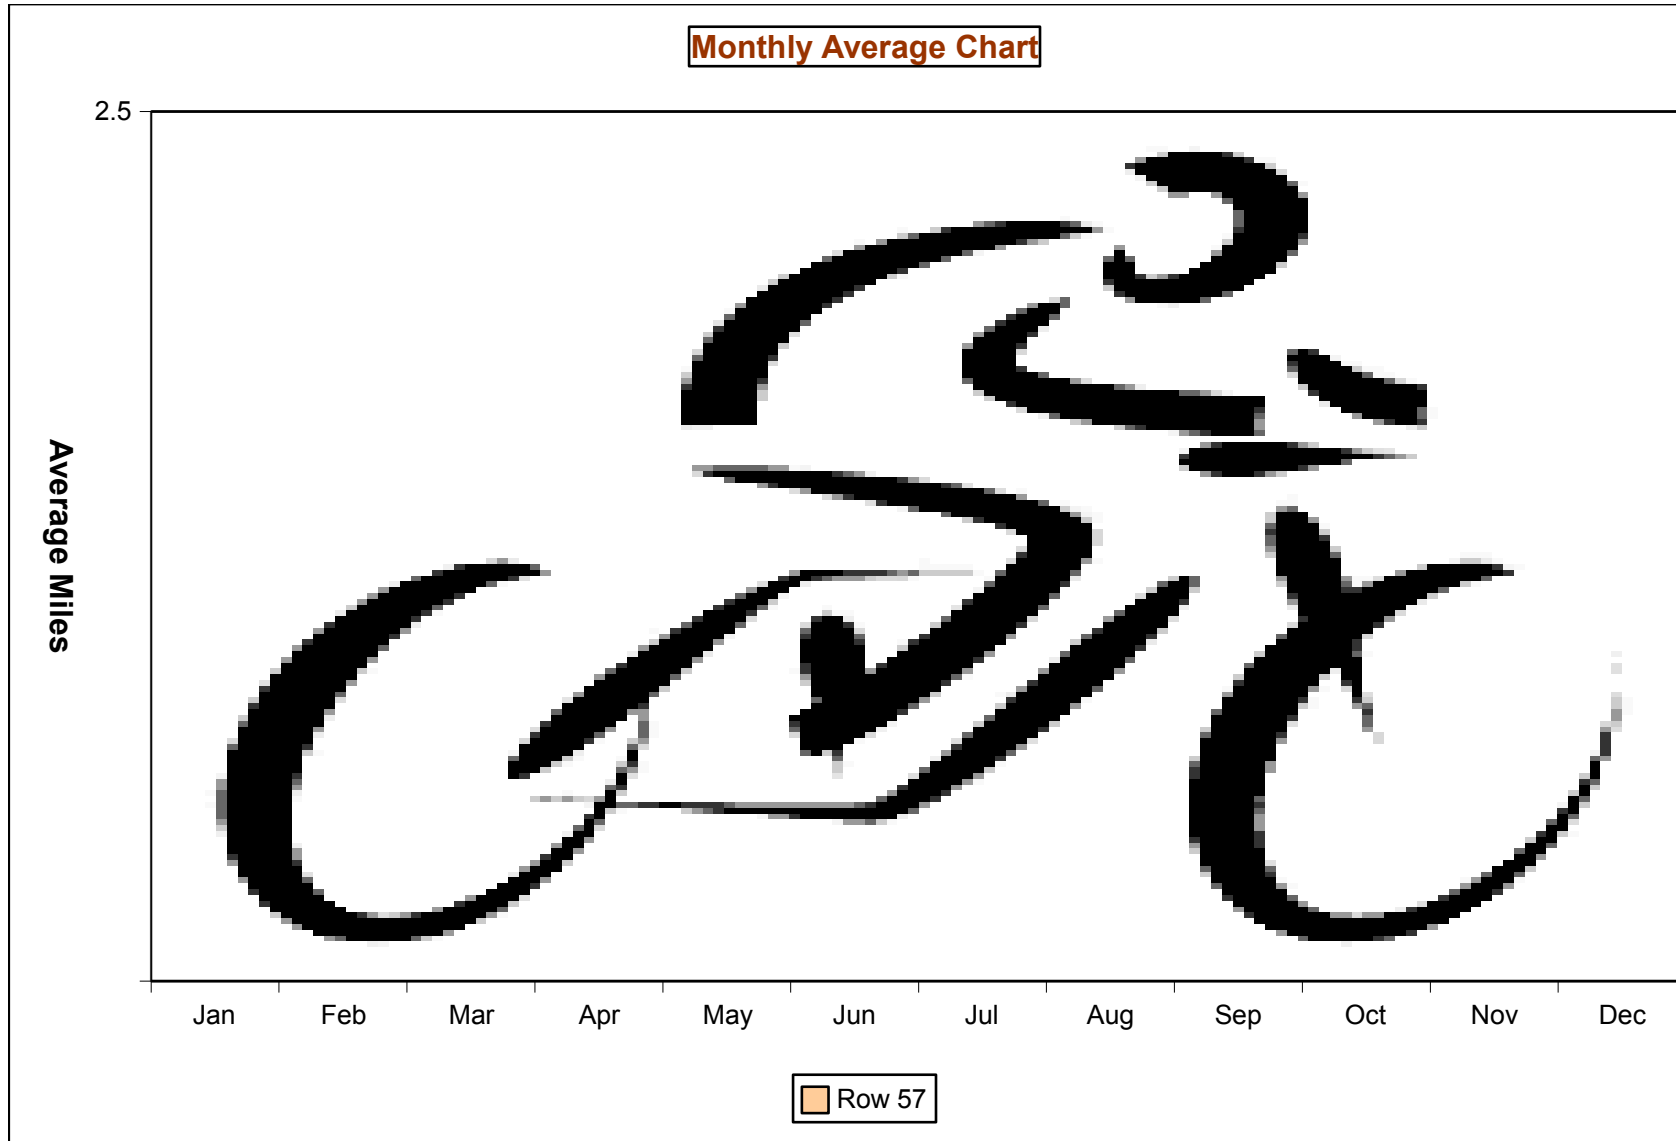 Monthly Average Chart
2.5
Average Miles
Jan Feb Mar Apr May Jun Jul Aug Sep Oct Nov Dec
Row 57